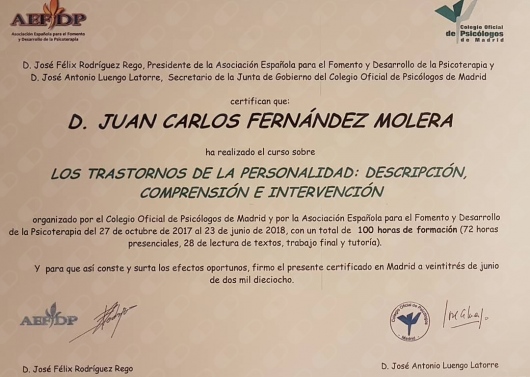 AEFDP
Asociación Española para el Fomento
y Desarrollo de la Psicoterapia
Colegio Oficial
de Psicólogos
de Madrid
D. José Félix Rodríguez Rego, Presidente de la Asociación Española para el Fomento y Desarrollo de la Psicoterapia y
D. José Antonio Luengo Latorre, Secretario de la Junta de Gobierno del Colegio Oficial de Psicólogos de Madrid
certifican que:
D. JUAN CARLOS FERNÁNDEZ MOLERA
ha realizado el curso sobre
LOS TRASTORNOS DE LA PERSONALIDAD: DESCRIPCIÓN,
COMPRENSIÓN E INTERVENCIÓN
organizado por el Colegio Oficial de Psicólogos de Madrid y por la Asociación Española para el Fomento y Desarrollo
de la Psicoterapia del 27 de octubre de 2017 al 23 de junio de 2018, con un total de 100 horas de formación (72 horas
presenciales, 28 de lectura de textos, trabajo final y tutoría).
Y para que así conste y surta los efectos oportunos, firmo el presente certificado en Madrid a veintitrés de junio
de dos mil dieciocho.
AEFDP
Colegio Oficial de Psicólogos
Madrid
D. José Félix Rodríguez Rego
D. José Antonio Luengo Latorre